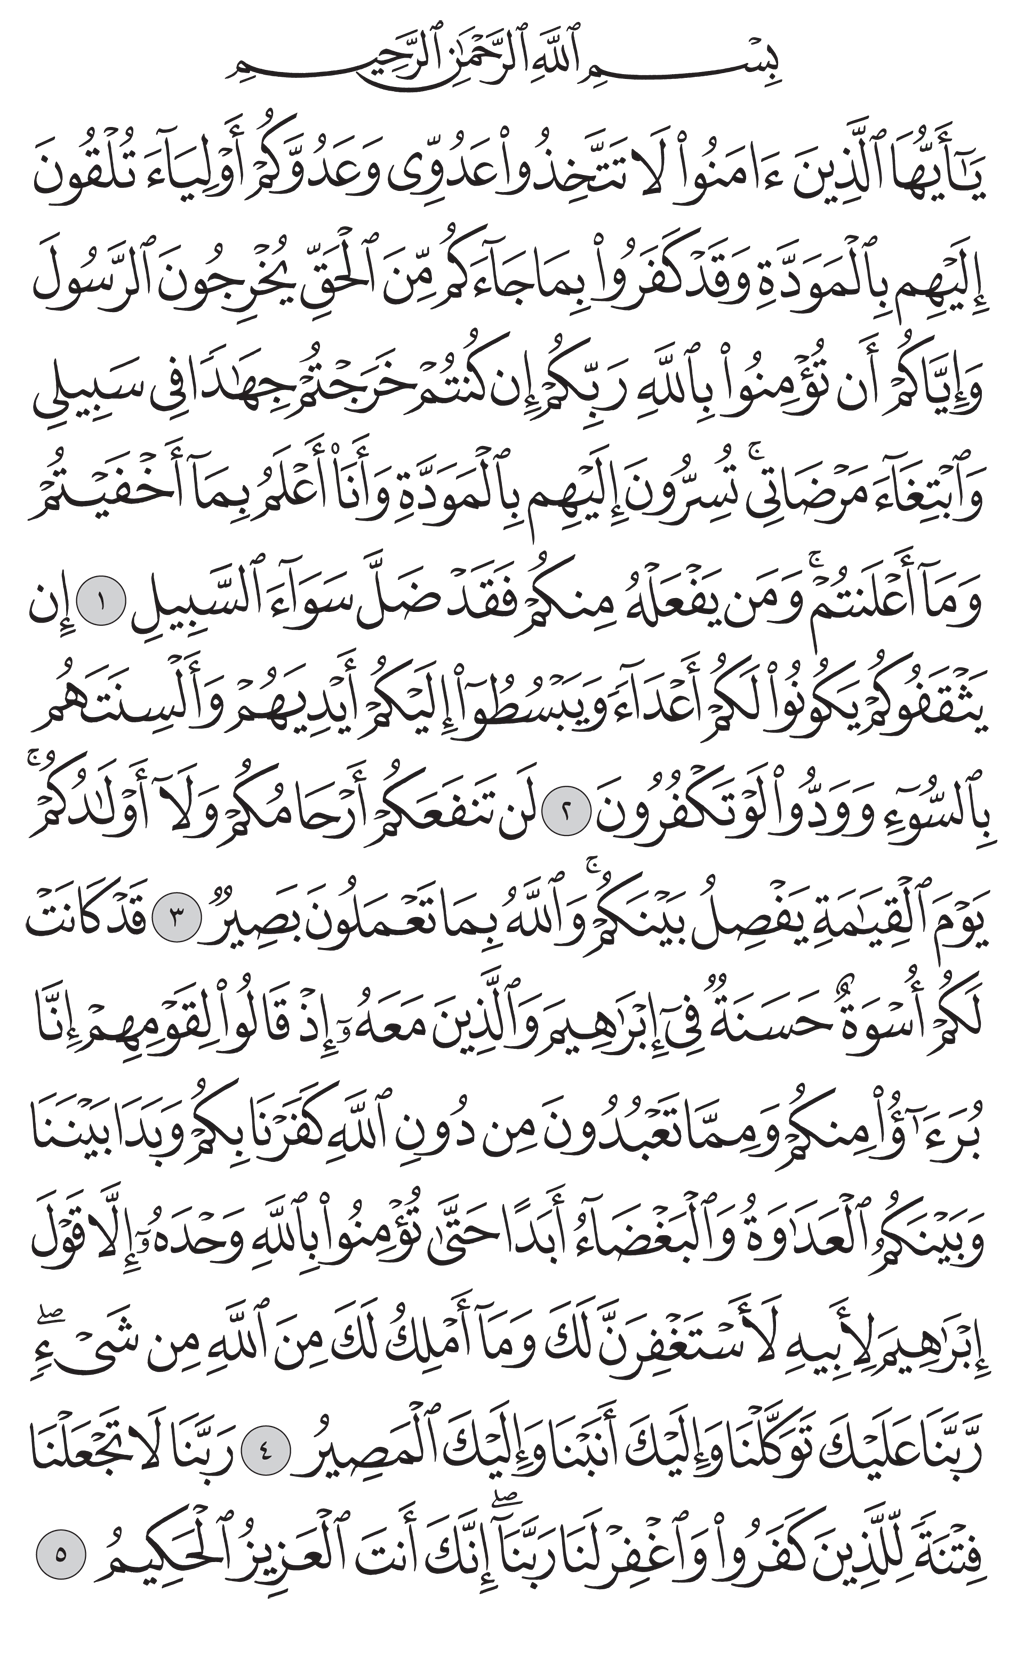 بِسْمِ ٱللَّهِ ٱلرَّحْمَـٰنِ ٱلرَّحِيمِ
يَـٰٓأَيُّهَا ٱلَّذِينَ ءَامَنُوا۟ لَا تَتَّخِذُوا۟ عَدُوِّى وَعَدُوَّكُمْ أَوْلِيَآءَ تُلْقُونَ
إِلَيْهِم بِٱلْمَوَدَّةِ وَقَدْ كَفَرُوا۟ بِمَا جَآءَكُم مِّنَ ٱلْحَقِّ يُخْرِجُونَ ٱلرَّسُولَ
وَإِيَّاكُمْ أَن تُؤْمِنُوا۟ بِٱللَّهِ رَبِّكُمْ إِن كُنتُمْ خَرَجْتُمْ جِهَـٰدًا فِى سَبِيلِى
وَٱبْتِغَآءَ مَرْضَاتِى ۚ تُسِرُّونَ إِلَيْهِم بِٱلْمَوَدَّةِ وَأَنَا۠ أَعْلَمُ بِمَآ أَخْفَيْتُمْ
وَمَآ أَعْلَنتُمْ ۚ وَمَن يَفْعَلْهُ مِنكُمْ فَقَدْ ضَلَّ سَوَآءَ ٱلسَّبِيلِ ١ إِن
يَثْقَفُوكُمْ يَكُونُوا۟ لَكُمْ أَعْدَآءً وَيَبْسُطُوٓا۟ إِلَيْكُمْ أَيْدِيَهُمْ وَأَلْسِنَتَهُم
بِٱلسُّوٓءِ وَوَدُّوا۟ لَوْ تَكْفُرُونَ ٢ لَن تَنفَعَكُمْ أَرْحَامُكُمْ وَلَآ أَوْلَـٰدُكُمْ ۚ
يَوْمَ ٱلْقِيَـٰمَةِ يَفْصِلُ بَيْنَكُمْ ۚ وَٱللَّهُ بِمَا تَعْمَلُونَ بَصِيرٌ ٣ قَدْ كَانَتْ
لَكُمْ أُسْوَةٌ حَسَنَةٌ فِىٓ إِبْرَٰهِيمَ وَٱلَّذِينَ مَعَهُۥٓ إِذْ قَالُوا۟ لِقَوْمِهِمْ إِنَّا
بُرَءَٰٓؤُا۟ مِنكُمْ وَمِمَّا تَعْبُدُونَ مِن دُونِ ٱللَّهِ كَفَرْنَا بِكُمْ وَبَدَا بَيْنَنَا
وَبَيْنَكُمُ ٱلْعَدَٰوَةُ وَٱلْبَغْضَآءُ أَبَدًا حَتَّىٰ تُؤْمِنُوا۟ بِٱللَّهِ وَحْدَهُۥٓ إِلَّا قَوْلَ
إِبْرَٰهِيمَ لِأَبِيهِ لَأَسْتَغْفِرَنَّ لَكَ وَمَآ أَمْلِكُ لَكَ مِنَ ٱللَّهِ مِن شَىْءٍ ۖ
رَّبَّنَا عَلَيْكَ تَوَكَّلْنَا وَإِلَيْكَ أَنَبْنَا وَإِلَيْكَ ٱلْمَصِيرُ ٤ رَبَّنَا لَا تَجْعَلْنَا
فِتْنَةً لِّلَّذِينَ كَفَرُوا۟ وَٱغْفِرْ لَنَا رَبَّنَآ ۖ إِنَّكَ أَنتَ ٱلْعَزِيزُ ٱلْحَكِيمُ ٥